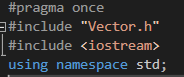 #pragma once
#include "Vector.h"
#include <iostream>
using namespace std;